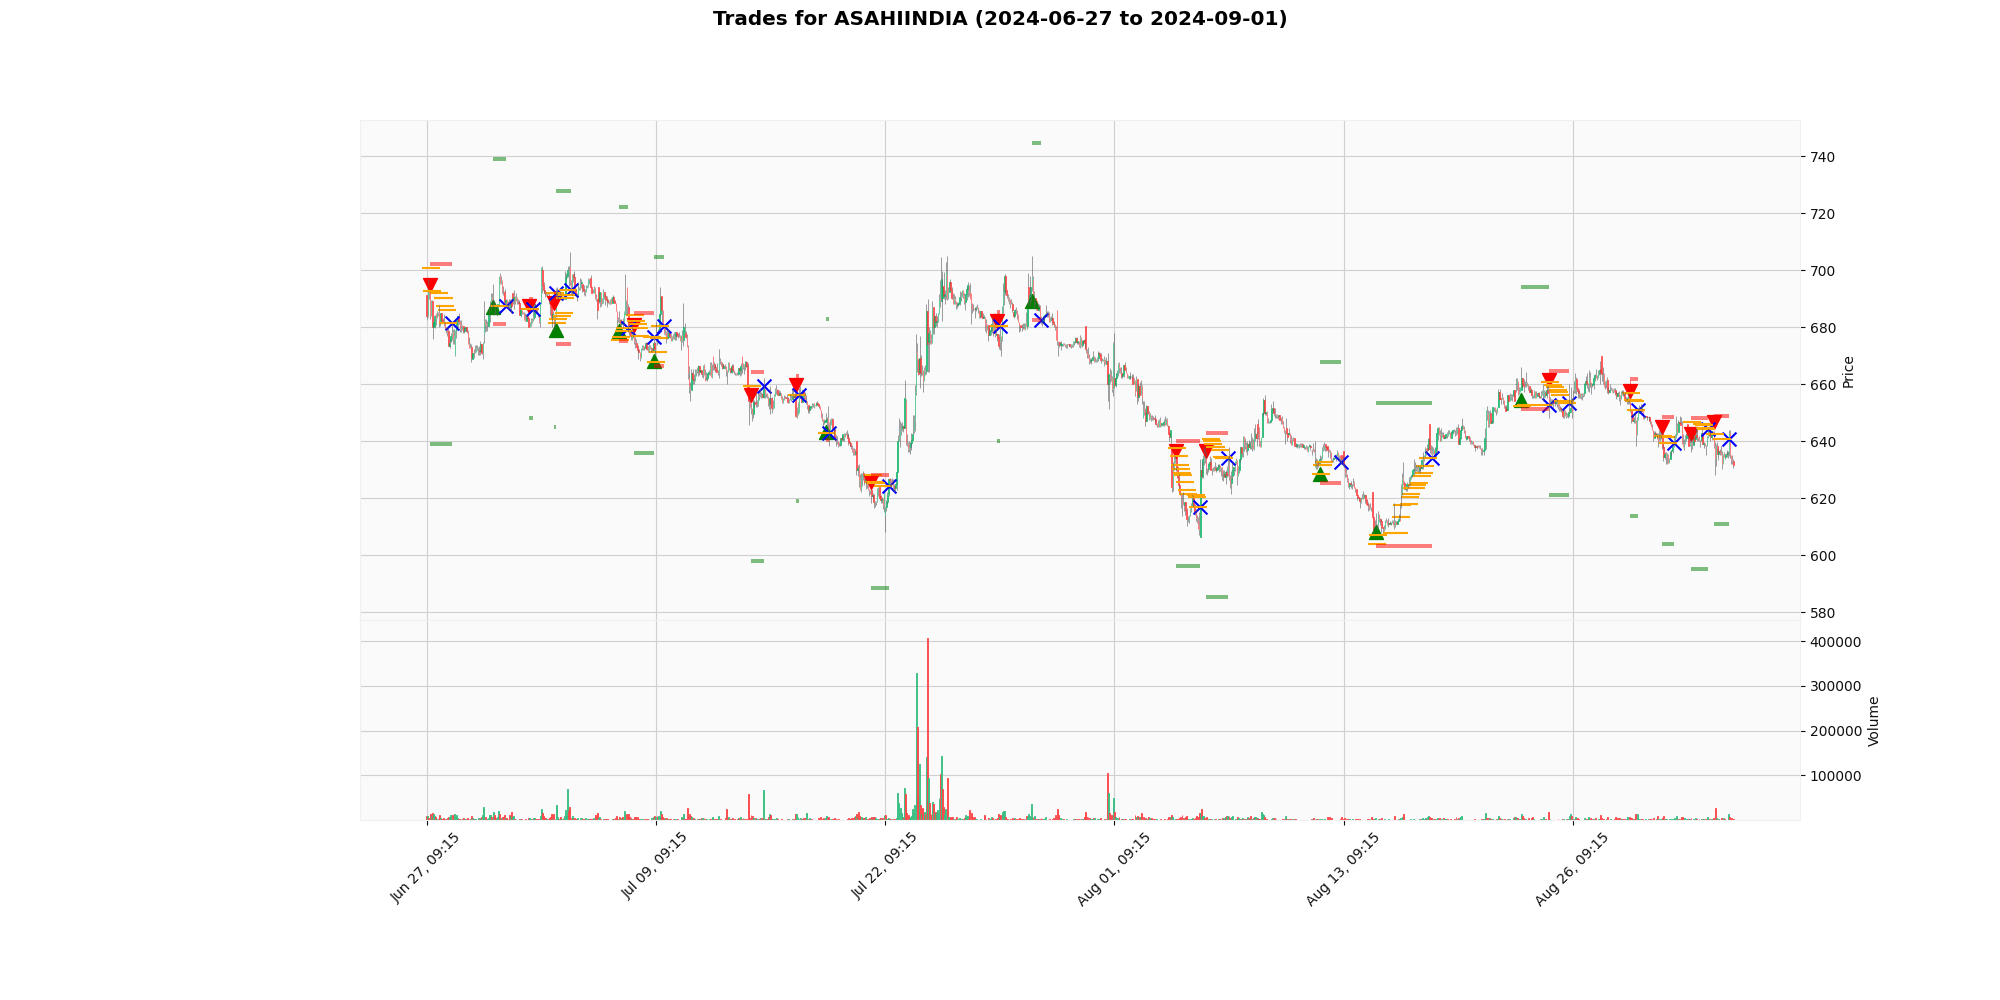 Trades for ASAHIINDIA (2024-06-27 to 2024-09-01)
740
720
700
680
660
640
620
600
580
Price
400000
300000
200000
100000
Volume
Jun 27, 09:15
Jul 09, 09:15
Jul 22, 09:15
Aug 01, 09:15
Aug 13, 09:15
Aug 26, 09:15